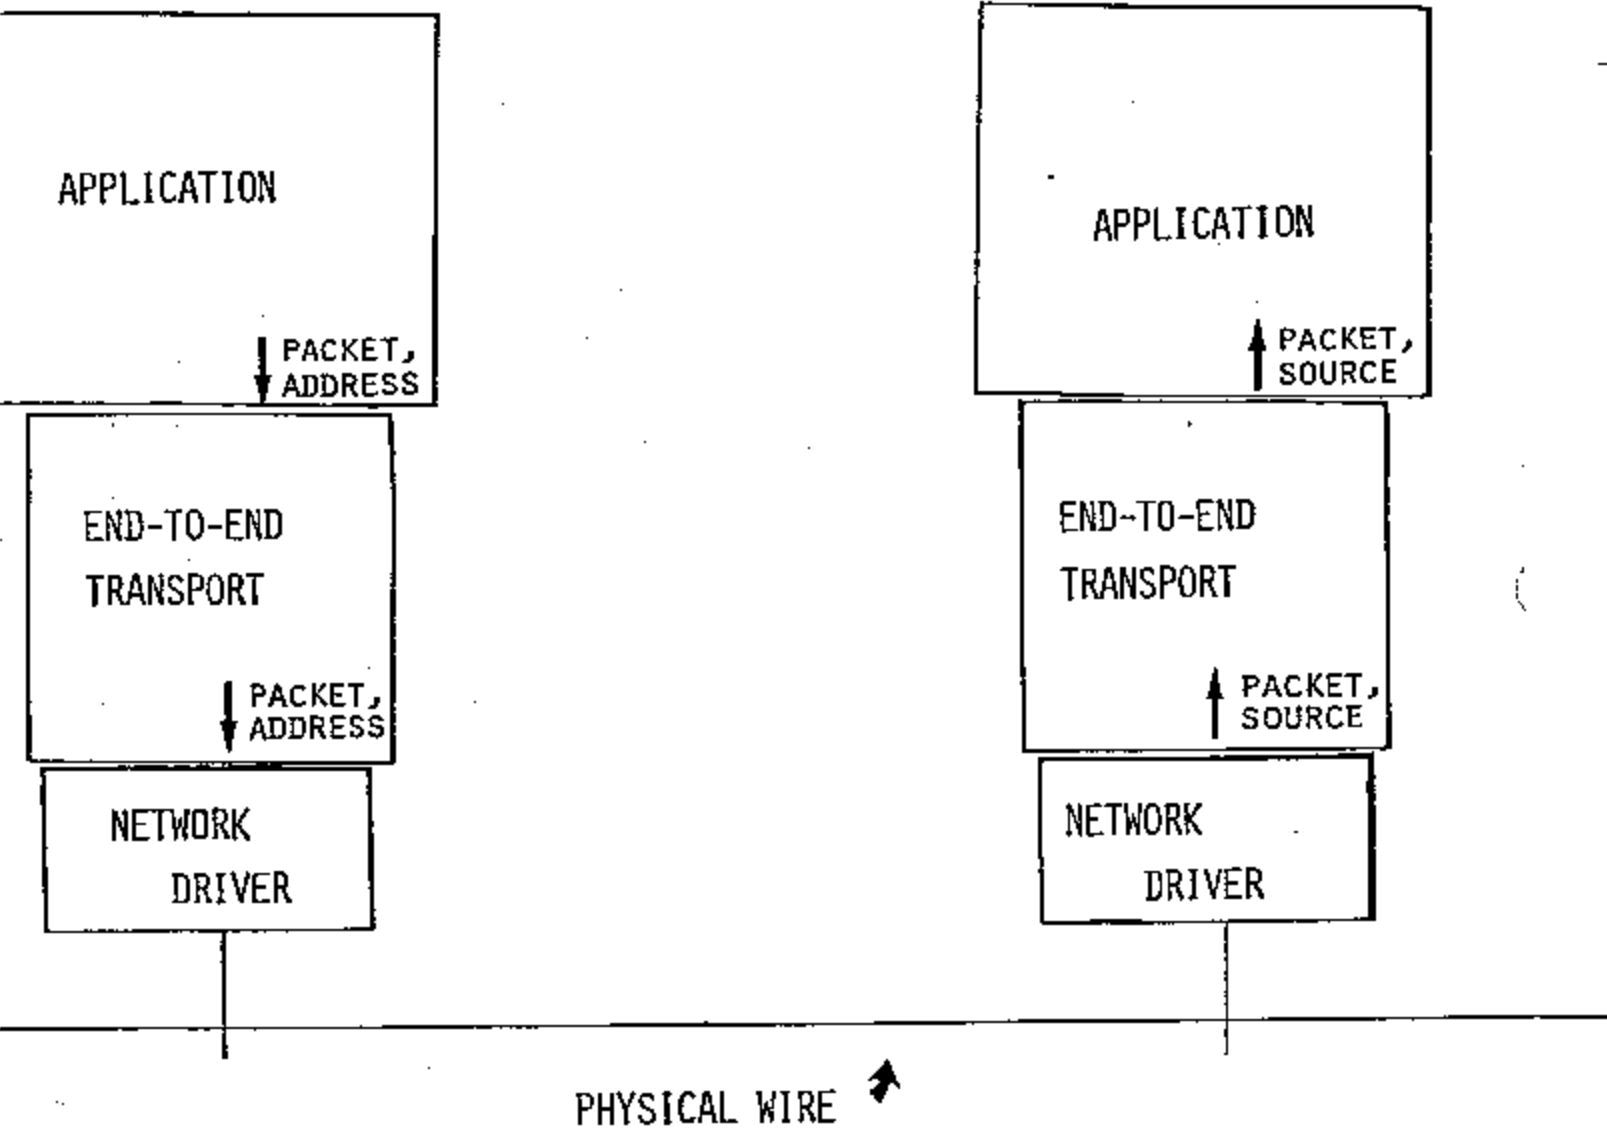 APPLICATION
PACKET,
ADDRESS
END-TO-END
TRANSPORT
PACKET,
ADDRESS
NETWORK
DRIVER
APPLICATION
PACKET,
SOURCE
END-TO-END
TRANSPORT
PACKET,
SOURCE
NETWORK
DRIVER
PHYSICAL WIRE